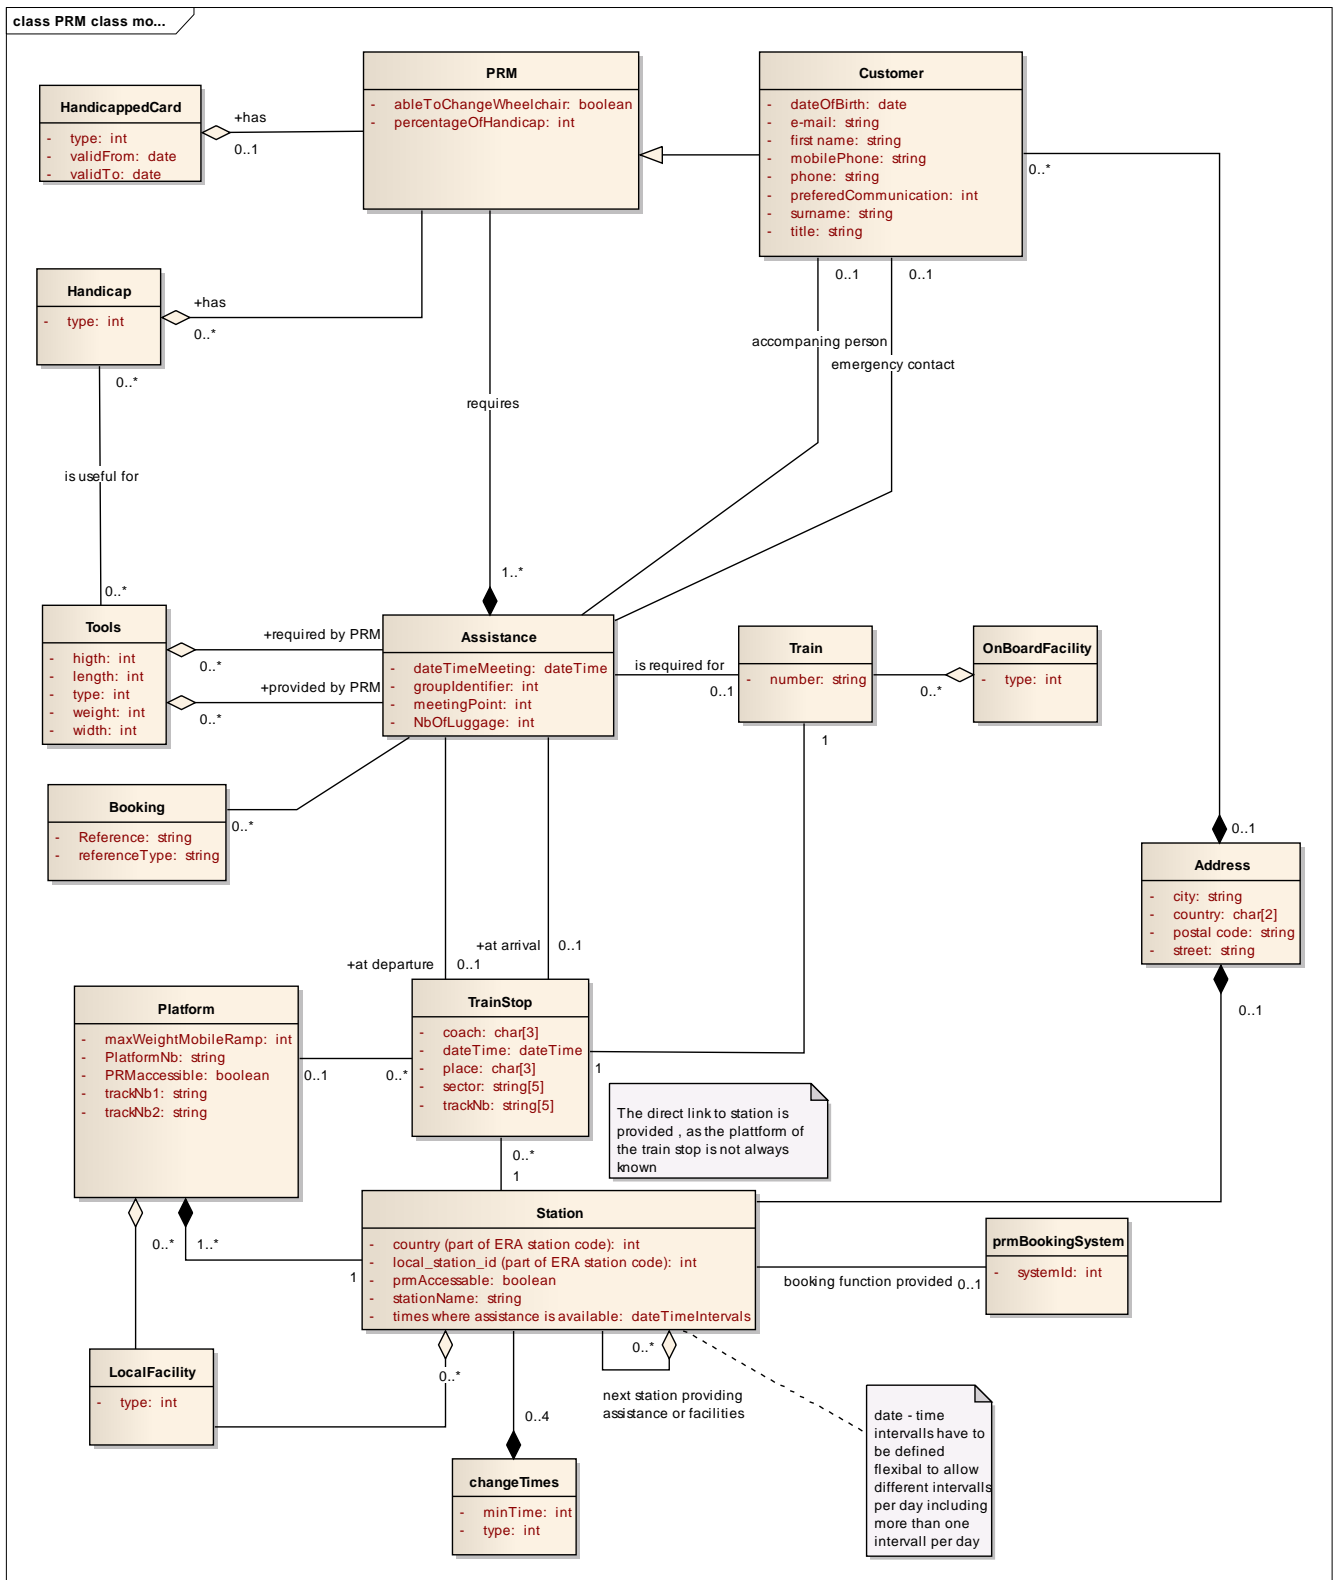 class PRM class mo...
PRM
- ableToChangeWheelchair: boolean
- percentageOfHandicap: int
Customer
- dateOfBirth: date
- e-mail: string
- first name: string
- mobilePhone: string
- phone: string
- preferedCommunication: int
- surname: string
- title: string
HandicappedCard
- type: int
- validFrom: date
- validTo: date
+has
0..1
0..*
0..1
0..1
Handicap
- type: int
+has
0..*
0..*
accompaning person
emergency contact
requires
is useful for
1..*
0..*
Tools
- higth: int
- length: int
- type: int
- weight: int
- width: int
+required by PRM
0..*
+provided by PRM
0..*
Assistance
- dateTimeMeeting: dateTime
- groupIdentifier: int
- meetingPoint: int
- NbOfLuggage: int
is required for
0..1
Train
- number: string
1
0..*
OnBoardFacility
- type: int
Booking
- Reference: string
- referenceType: string
0..*
0..1
Address
- city: string
- country: char[2]
- postal code: string
- street: string
0..1
+at arrival
0..1
+at departure
0..1
Platform
- maxWeightMobileRamp: int
- PlatformNb: string
- PRMaccessible: boolean
- trackNb1: string
- trackNb2: string
0..1
0..*
TrainStop
- coach: char[3]
- dateTime: dateTime
- place: char[3]
- sector: string[5]
- trackNb: string[5]
1
The direct link to station is
provided , as the plattform of
the train stop is not always
known
0..*
1
0..*
1..*
1
Station
- country (part of ERA station code): int
- local_station_id (part of ERA station code): int
- prmAccessable: boolean
- stationName: string
- times where assistance is available: dateTimeIntervals
booking function provided
0..1
prmBookingSystem
- systemId: int
LocalFacility
- type: int
0..*
0..*
next station providing
assistance or facilities
0..4
changeTimes
- minTime: int
- type: int
date - time
intervalls have to
be defined
flexibal to allow
different intervalls
per day including
more than one
intervall per day